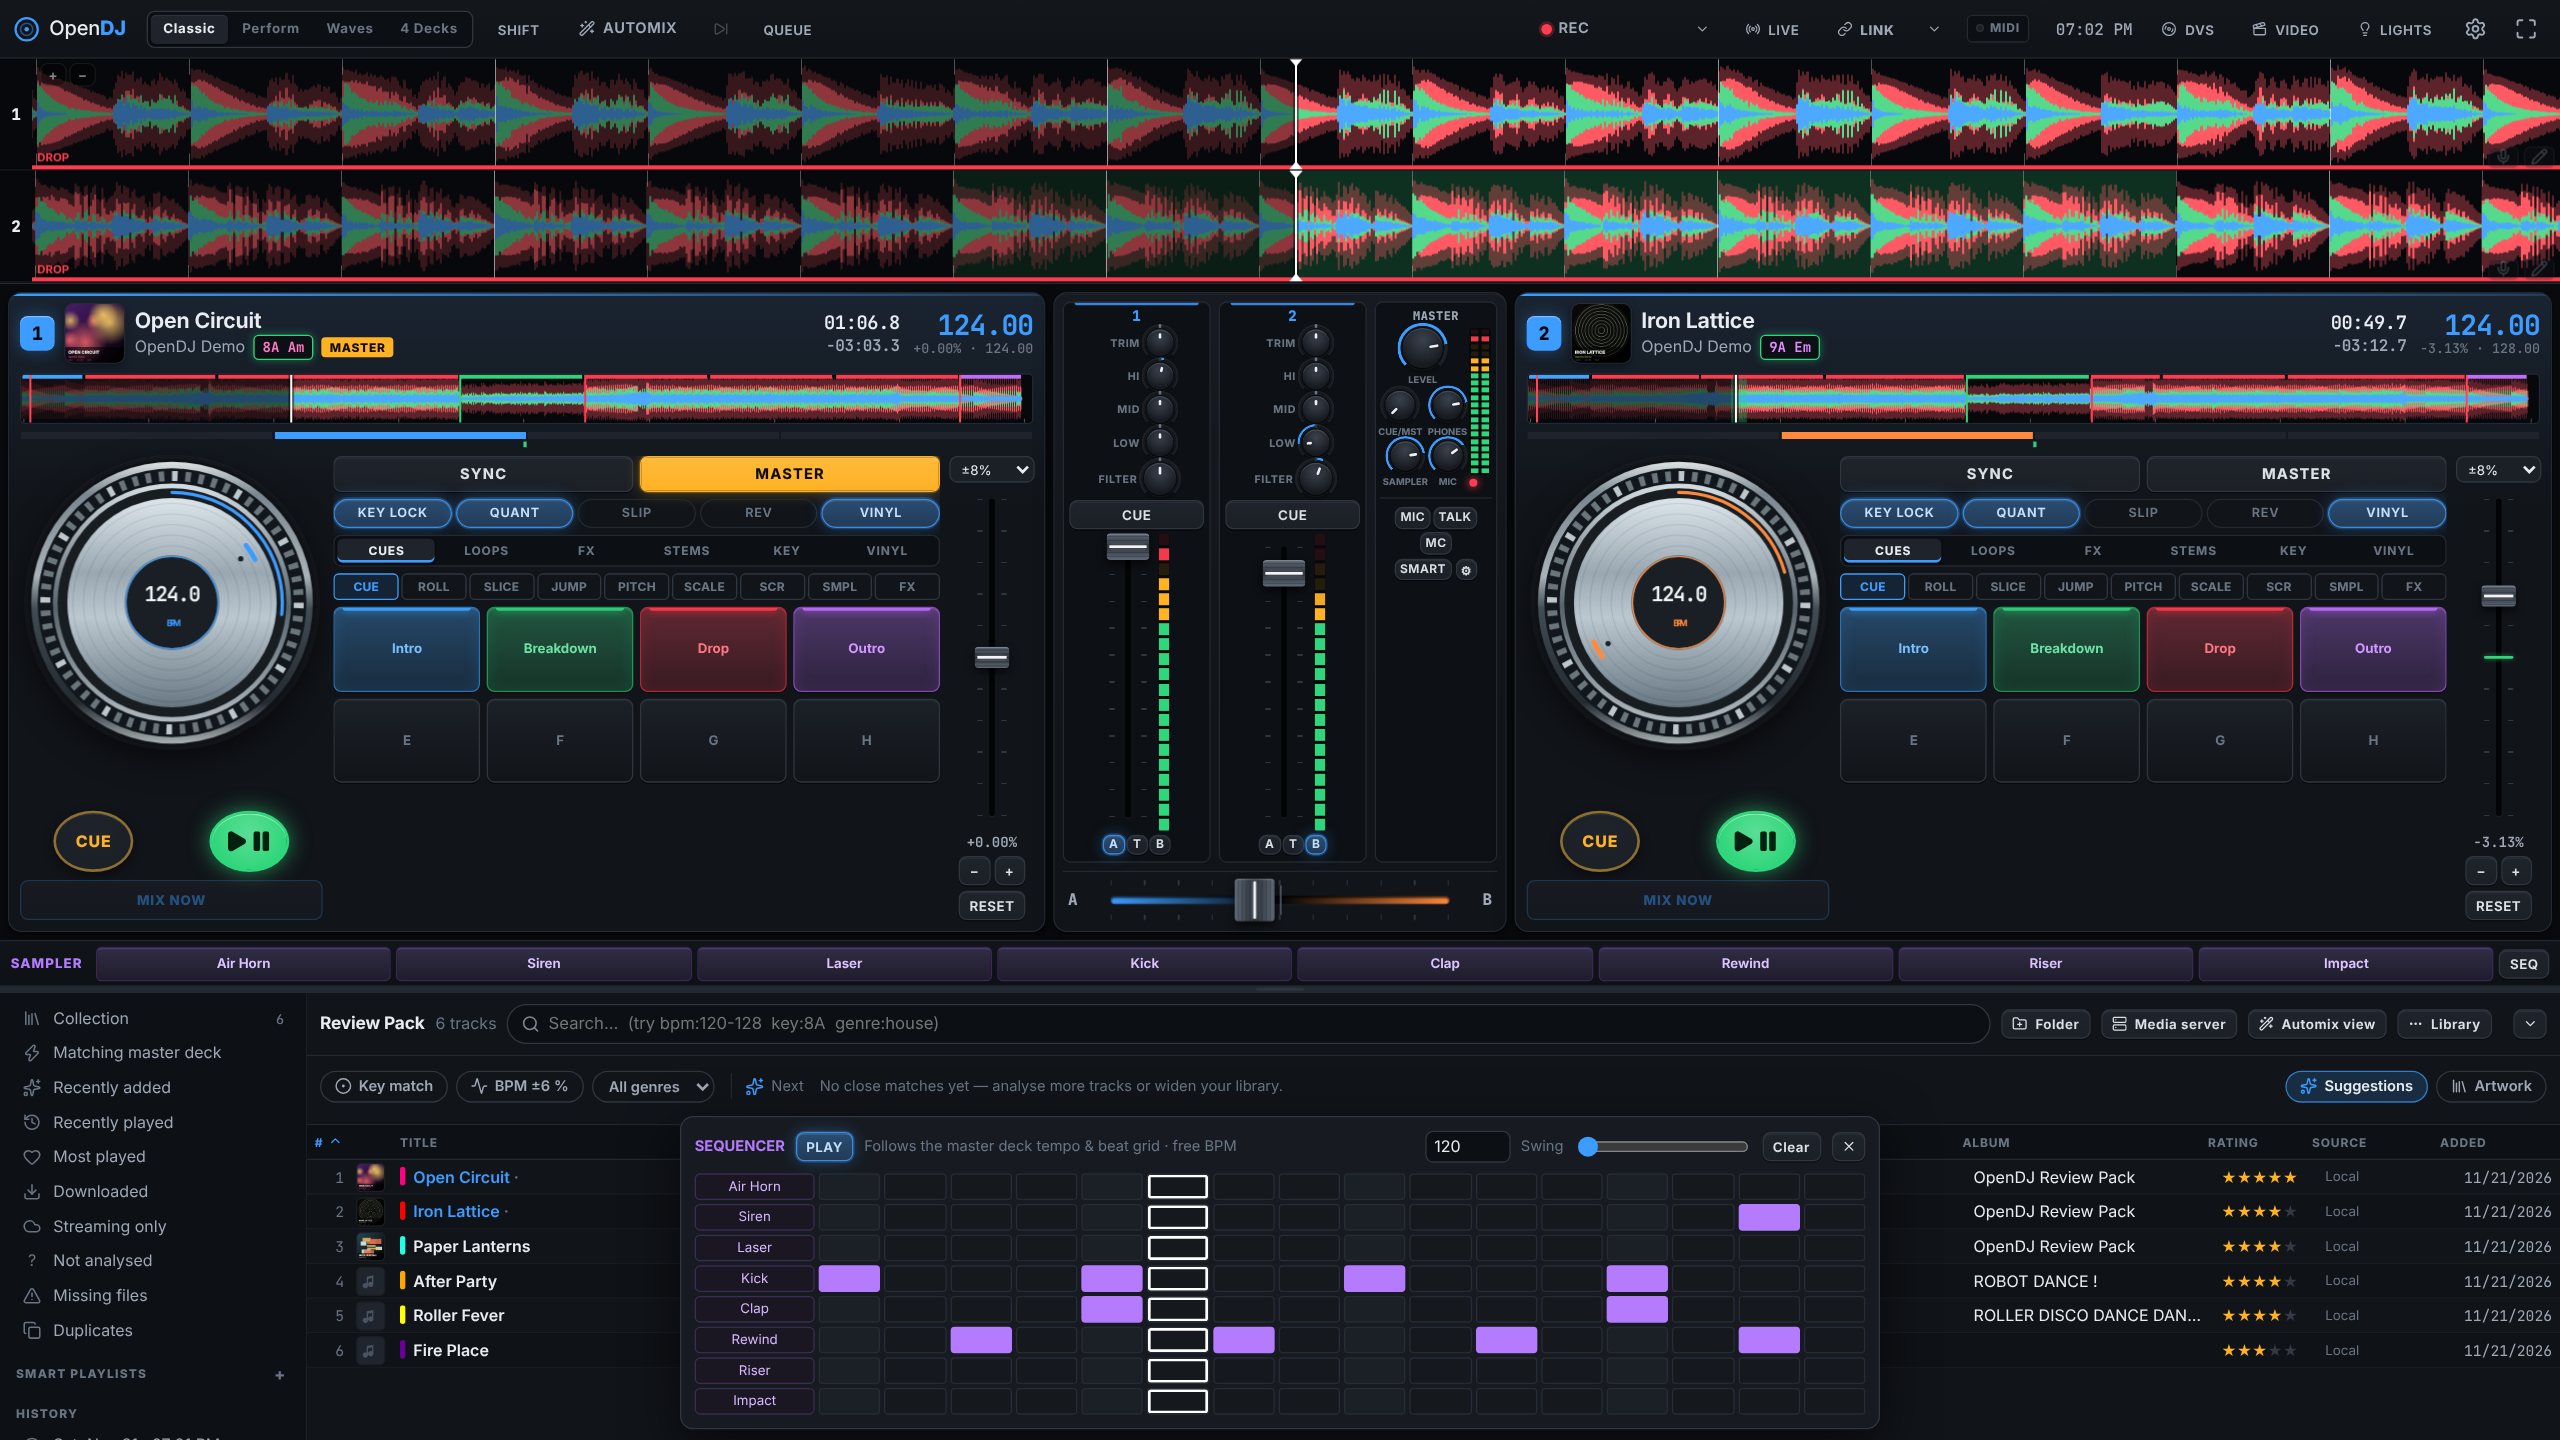 OpenDJ Classic Perform Waves 4 Decks SHIFT AUTOMIX QUEUE REC LIVE LINK MIDI 07:02 PM DVS VIDEO LIGHTS
+ −
1
DROP
2
DROP
1 Open Circuit
OpenDJ Demo 8A Am MASTER
01:06.8 124.00
-03:03.3 +0.00% · 124.00
SYNC MASTER ±8%
KEY LOCK QUANT SLIP REV VINYL
CUES LOOPS FX STEMS KEY VINYL
CUE ROLL SLICE JUMP PITCH SCALE SCR SMPL FX
124.0
BPM
Intro Breakdown Drop Outro
E F G H
CUE
+0.00%
− +
MIX NOW RESET
1 2 MASTER
TRIM TRIM
HI HI LEVEL
MID MID
LOW LOW CUE/MST PHONES
FILTER FILTER SAMPLER MIC
CUE CUE MIC TALK
MC
SMART
A T B A T B
A B
2 Iron Lattice
OpenDJ Demo 9A Em
00:49.7 124.00
-03:12.7 -3.13% · 128.00
SYNC MASTER ±8%
KEY LOCK QUANT SLIP REV VINYL
CUES LOOPS FX STEMS KEY VINYL
CUE ROLL SLICE JUMP PITCH SCALE SCR SMPL FX
124.0
BPM
Intro Breakdown Drop Outro
E F G H
CUE
-3.13%
− +
MIX NOW RESET
SAMPLER Air Horn Siren Laser Kick Clap Rewind Riser Impact SEQ
Collection 6
Matching master deck
Recently added
Recently played
Most played
Downloaded
Streaming only
? Not analysed
Missing files
Duplicates
SMART PLAYLISTS +
HISTORY
Review Pack 6 tracks Search... (try bpm:120-128 key:8A genre:house) Folder Media server Automix view ··· Library
Key match BPM ±6 % All genres Next No close matches yet — analyse more tracks or widen your library. Suggestions Artwork
# TITLE ALBUM RATING SOURCE ADDED
1 Open Circuit · OpenDJ Review Pack ★★★★★ Local 11/21/2026
2 Iron Lattice · OpenDJ Review Pack ★★★★★ Local 11/21/2026
3 Paper Lanterns OpenDJ Review Pack ★★★★★ Local 11/21/2026
4 After Party ROBOT DANCE ! ★★★★★ Local 11/21/2026
5 Roller Fever ROLLER DISCO DANCE DAN... ★★★★★ Local 11/21/2026
6 Fire Place ★★★★★ Local 11/21/2026
SEQUENCER PLAY Follows the master deck tempo & beat grid · free BPM 120 Swing Clear ×
Air Horn
Siren
Laser
Kick
Clap
Rewind
Riser
Impact